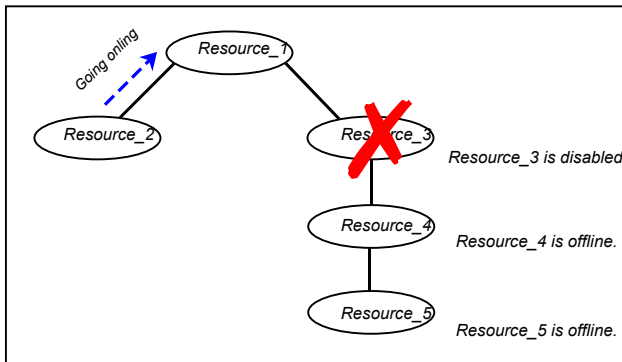 Going onling
Resource_1
Resource_2
Resource_3
Resource_3 is disabled
Resource_4
Resource_4 is offline.
Resource_5
Resource_5 is offline.